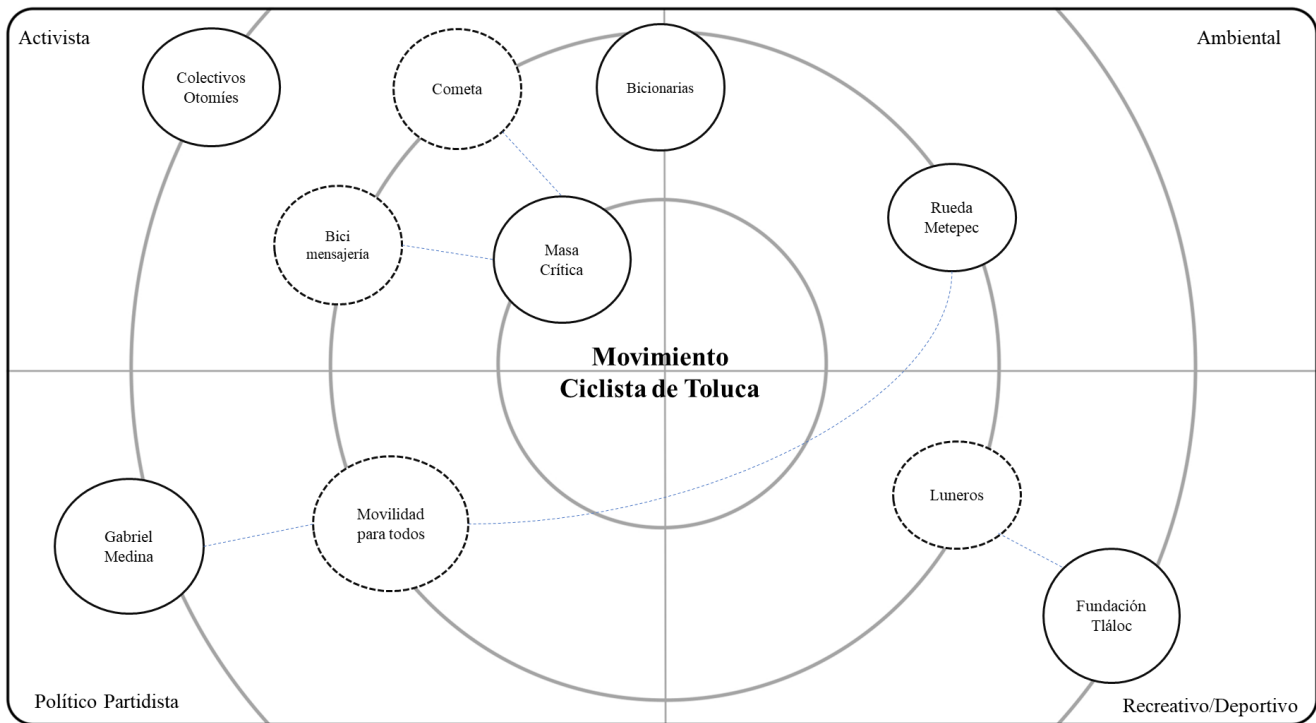 Activista
Ambiental
Colectivos
Otomíes
Cometa
Bicionarias
Rueda
Metepec
Bici
mensajería
Masa
Crítica
Movimiento
Ciclista de Toluca
Luneros
Movilidad
para todos
Gabriel
Medina
Fundación
Tláloc
Político Partidista
Recreativo/Deportivo